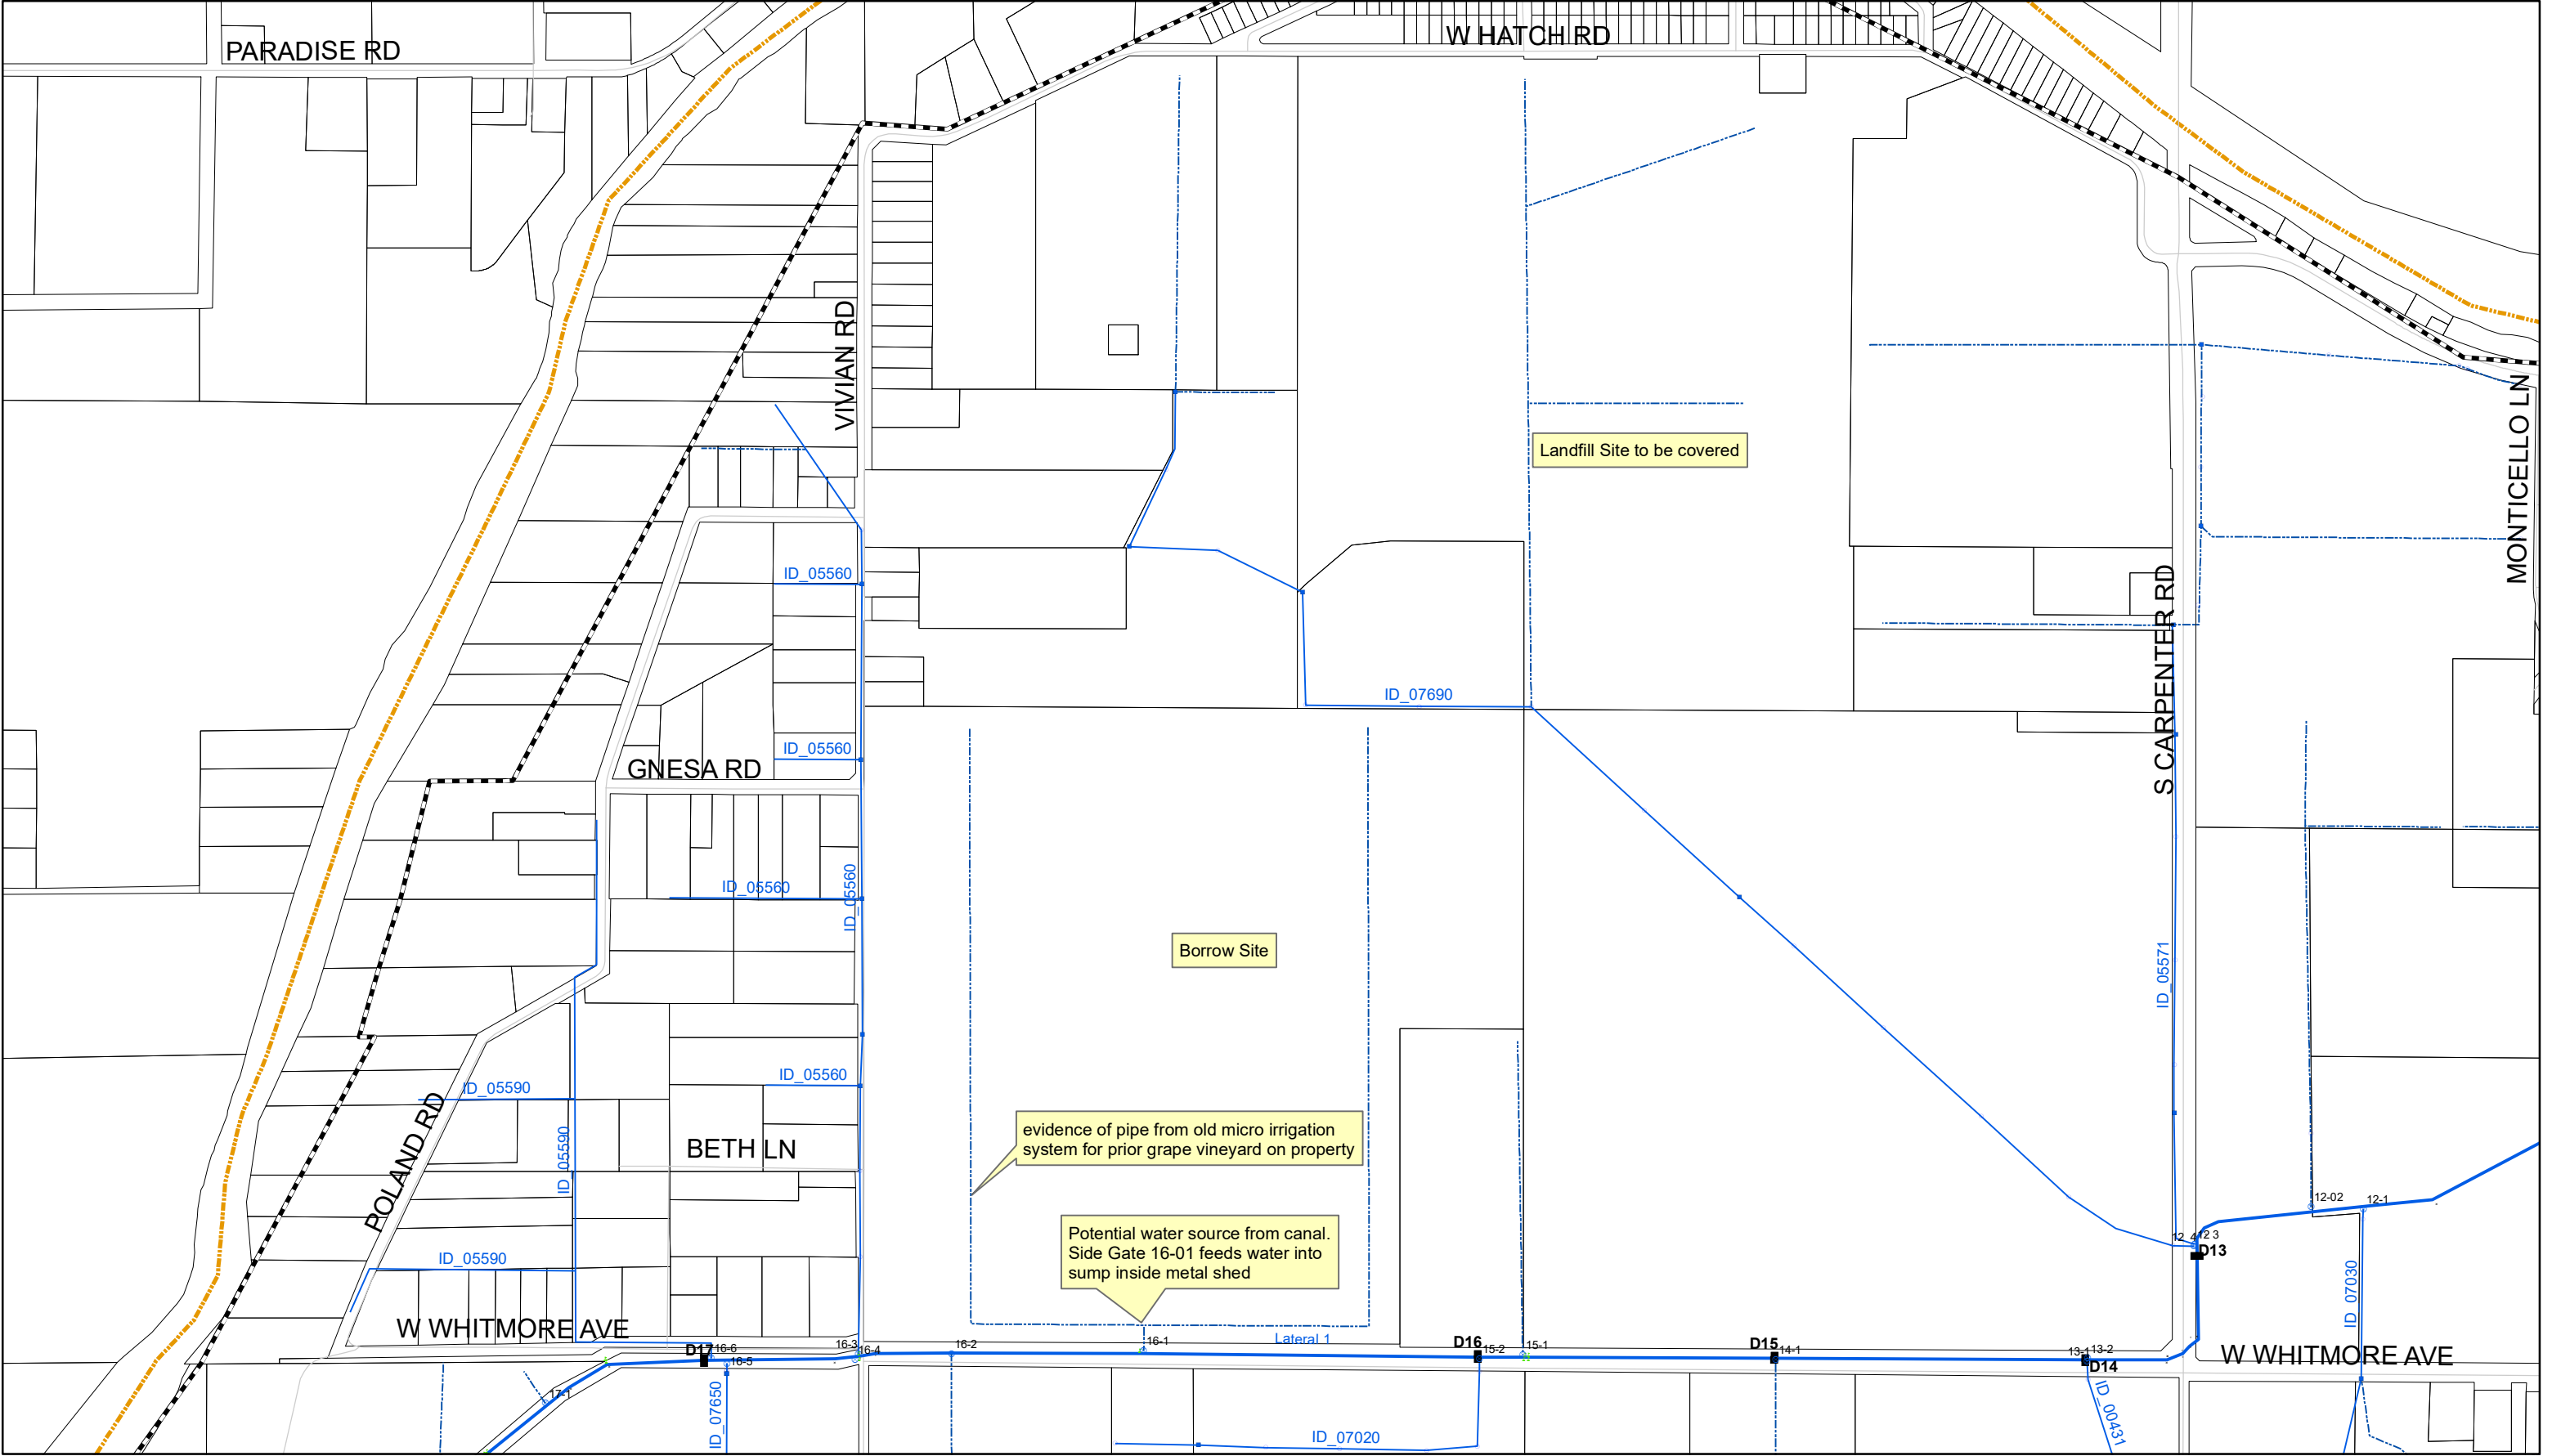 PARADISE RD
W HATCH RD
VIVIAN RD
MONTICELLO LN
Landfill Site to be covered
ID_05560
S CARPENTER RD
ID_07690
ID_05560
GNESA RD
ID_05560
ID_05560
Borrow Site
ID_05571
ID_05560
ID_05590
POLAND RD
ID_05590
BETH LN
evidence of pipe from old micro irrigation
system for prior grape vineyard on property
12-02
12-1
Potential water source from canal.
Side Gate 16-01 feeds water into
sump inside metal shed
ID_05590
12 4
12 3
D13
ID_07030
W WHITMORE AVE
Lateral 1
D17
16-6
16-5
16-3
16-4
16-2
16-1
D16
15-2
15-1
D15
14-1
13-1
13-2
D14
W WHITMORE AVE
17-1
ID_07650
ID_07020
ID_00431